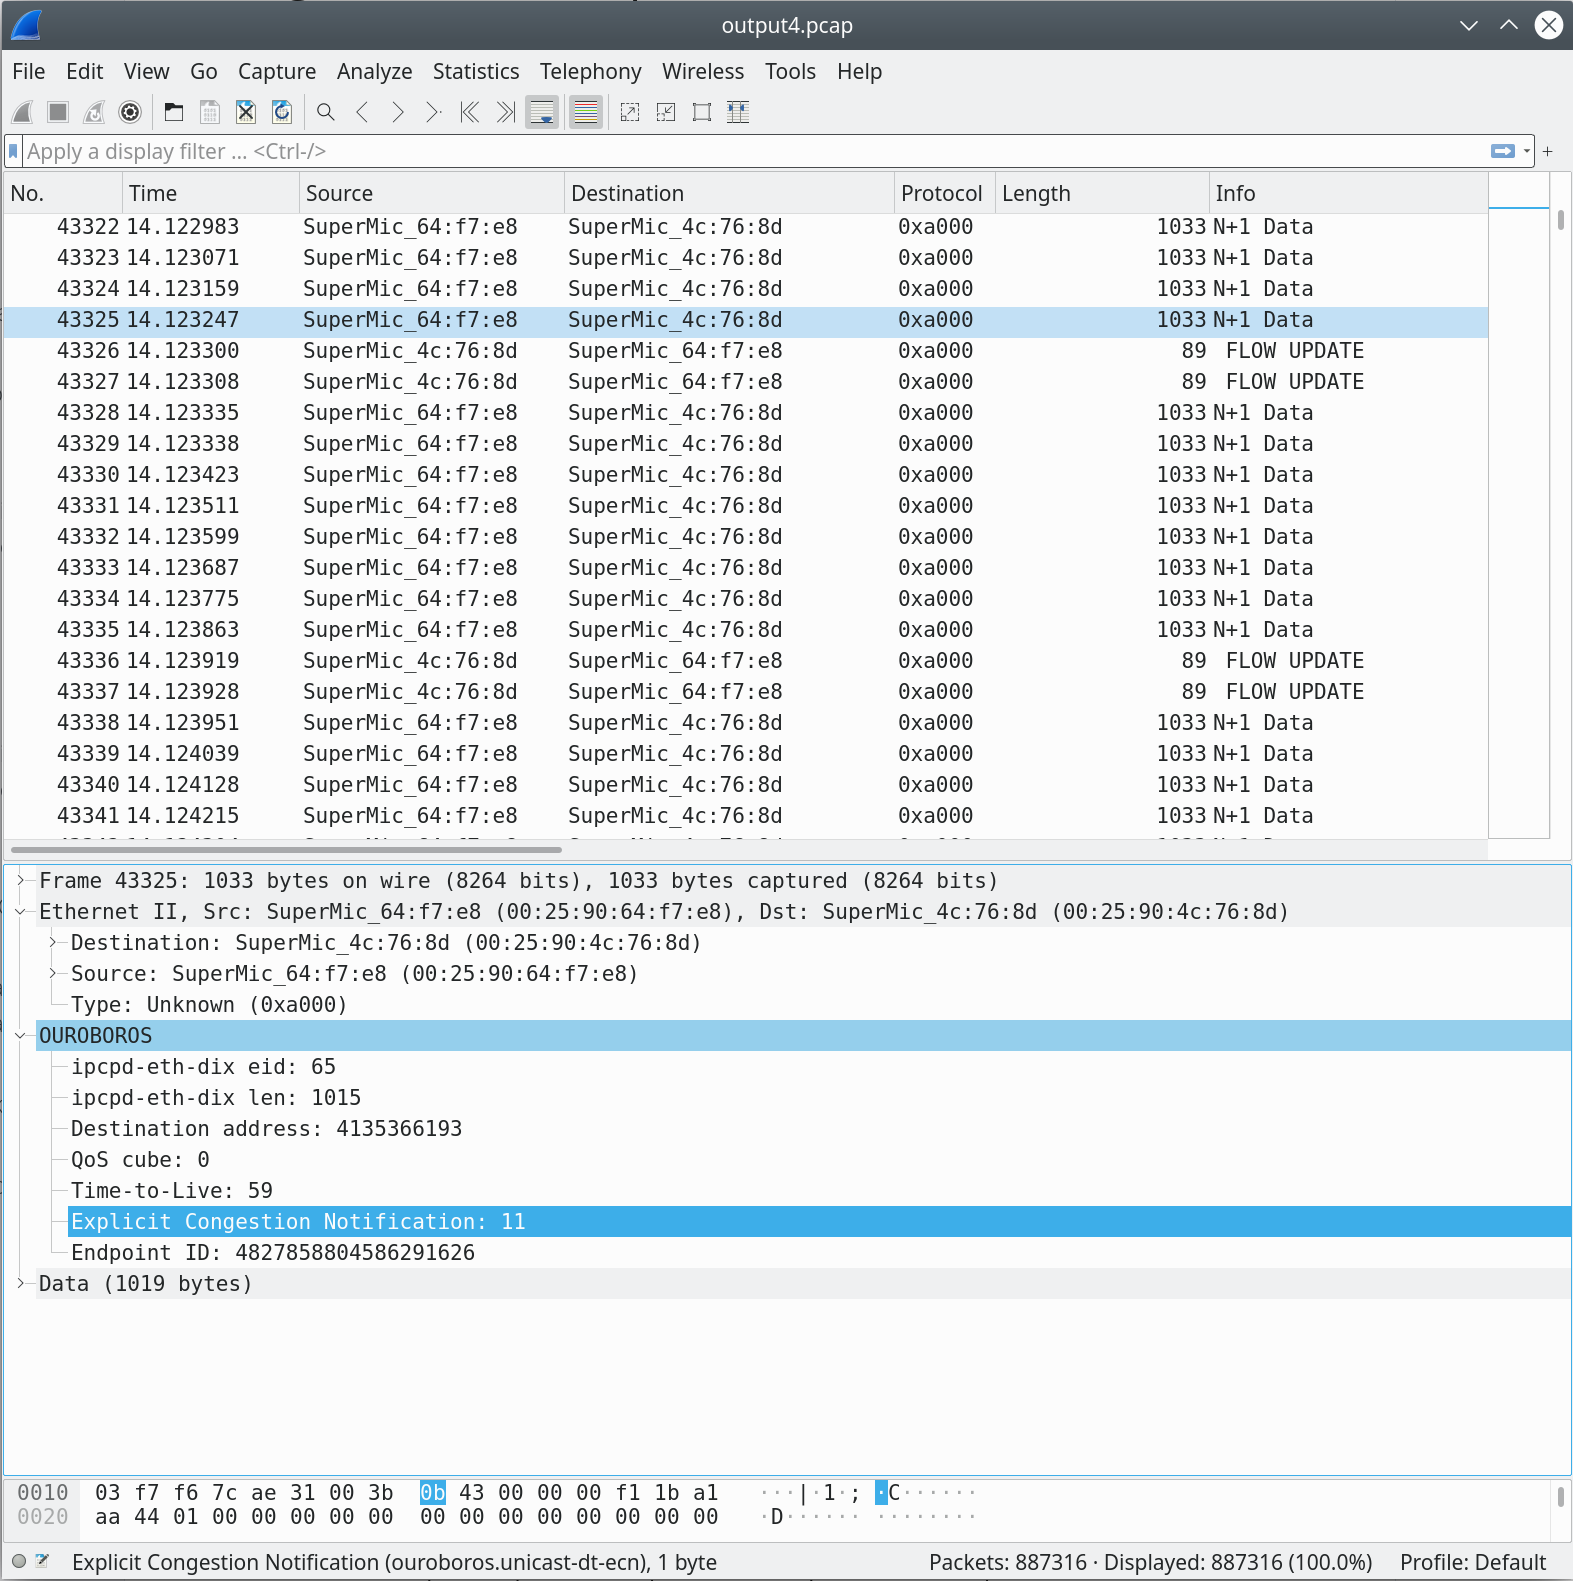 output4.pcap
File Edit View Go Capture Analyze Statistics Telephony Wireless Tools Help
Apply a display filter ... <Ctrl-/> +
No. Time Source Destination Protocol Length Info
43322 14.122983 SuperMic_64:f7:e8 SuperMic_4c:76:8d 0xa000 1033 N+1 Data
43323 14.123071 SuperMic_64:f7:e8 SuperMic_4c:76:8d 0xa000 1033 N+1 Data
43324 14.123159 SuperMic_64:f7:e8 SuperMic_4c:76:8d 0xa000 1033 N+1 Data
43325 14.123247 SuperMic_64:f7:e8 SuperMic_4c:76:8d 0xa000 1033 N+1 Data
43326 14.123300 SuperMic_4c:76:8d SuperMic_64:f7:e8 0xa000 89 FLOW UPDATE
43327 14.123308 SuperMic_4c:76:8d SuperMic_64:f7:e8 0xa000 89 FLOW UPDATE
43328 14.123335 SuperMic_64:f7:e8 SuperMic_4c:76:8d 0xa000 1033 N+1 Data
43329 14.123338 SuperMic_64:f7:e8 SuperMic_4c:76:8d 0xa000 1033 N+1 Data
43330 14.123423 SuperMic_64:f7:e8 SuperMic_4c:76:8d 0xa000 1033 N+1 Data
43331 14.123511 SuperMic_64:f7:e8 SuperMic_4c:76:8d 0xa000 1033 N+1 Data
43332 14.123599 SuperMic_64:f7:e8 SuperMic_4c:76:8d 0xa000 1033 N+1 Data
43333 14.123687 SuperMic_64:f7:e8 SuperMic_4c:76:8d 0xa000 1033 N+1 Data
43334 14.123775 SuperMic_64:f7:e8 SuperMic_4c:76:8d 0xa000 1033 N+1 Data
43335 14.123863 SuperMic_64:f7:e8 SuperMic_4c:76:8d 0xa000 1033 N+1 Data
43336 14.123919 SuperMic_4c:76:8d SuperMic_64:f7:e8 0xa000 89 FLOW UPDATE
43337 14.123928 SuperMic_4c:76:8d SuperMic_64:f7:e8 0xa000 89 FLOW UPDATE
43338 14.123951 SuperMic_64:f7:e8 SuperMic_4c:76:8d 0xa000 1033 N+1 Data
43339 14.124039 SuperMic_64:f7:e8 SuperMic_4c:76:8d 0xa000 1033 N+1 Data
43340 14.124128 SuperMic_64:f7:e8 SuperMic_4c:76:8d 0xa000 1033 N+1 Data
43341 14.124215 SuperMic_64:f7:e8 SuperMic_4c:76:8d 0xa000 1033 N+1 Data
Frame 43325: 1033 bytes on wire (8264 bits), 1033 bytes captured (8264 bits)
Ethernet II, Src: SuperMic_64:f7:e8 (00:25:90:64:f7:e8), Dst: SuperMic_4c:76:8d (00:25:90:4c:76:8d)
Destination: SuperMic_4c:76:8d (00:25:90:4c:76:8d)
Source: SuperMic_64:f7:e8 (00:25:90:64:f7:e8)
Type: Unknown (0xa000)
OUROBOROS
ipcpd-eth-dix eid: 65
ipcpd-eth-dix len: 1015
Destination address: 4135366193
QoS cube: 0
Time-to-Live: 59
Explicit Congestion Notification: 11
Endpoint ID: 4827858804586291626
Data (1019 bytes)
0010 03 f7 f6 7c ae 31 00 3b 0b 43 00 00 00 f1 1b a1 ···|·1·; ·C······
0020 aa 44 01 00 00 00 00 00 00 00 00 00 00 00 00 00 ·D······ ········
Explicit Congestion Notification (ouroboros.unicast-dt-ecn), 1 byte Packets: 887316 · Displayed: 887316 (100.0%) Profile: Default